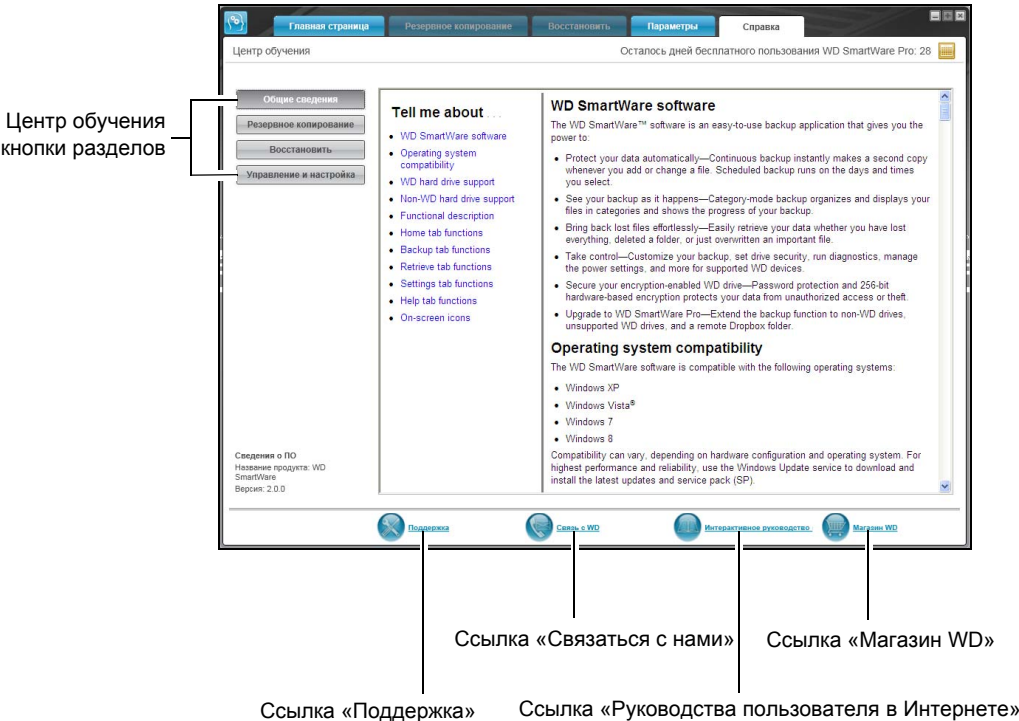 Главная страница
Резервное копирование
Восстановить
Параметры
Справка
Центр обучения
Осталось дней бесплатного пользования WD SmartWare Pro: 28
Центр обучения
кнопки разделов
Общие сведения
Резервное копирование
Восстановить
Управление и настройка
Сведения о ПО
Название продукта: WD
SmartWare
Версия: 2.0.0
Tell me about . . .
• WD SmartWare software
• Operating system
compatibility
• WD hard drive support
• Non-WD hard drive support
• Functional description
• Home tab functions
• Backup tab functions
• Retrieve tab functions
• Settings tab functions
• Help tab functions
• On-screen icons
WD SmartWare software
The WD SmartWare™ software is an easy-to-use backup application that gives you the
power to:
• Protect your data automatically—Continuous backup instantly makes a second copy
whenever you add or change a file. Scheduled backup runs on the days and times
you select.
• See your backup as it happens—Category-mode backup organizes and displays your
files in categories and shows the progress of your backup.
• Bring back lost files effortlessly—Easily retrieve your data whether you have lost
everything, deleted a folder, or just overwritten an important file.
• Take control—Customize your backup, set drive security, run diagnostics, manage
the power settings, and more for supported WD devices.
• Secure your encryption-enabled WD drive—Password protection and 256-bit
hardware-based encryption protects your data from unauthorized access or theft.
• Upgrade to WD SmartWare Pro—Extend the backup function to non-WD drives,
unsupported WD drives, and a remote Dropbox folder.
Operating system compatibility
The WD SmartWare software is compatible with the following operating systems:
• Windows XP
• Windows Vista®
• Windows 7
• Windows 8
Compatibility can vary, depending on hardware configuration and operating system. For
highest performance and reliability, use the Windows Update service to download and
install the latest updates and service pack (SP).
Поддержка
Связь с WD
Интерактивное руководство
Магазин WD
Ссылка «Связаться с нами»
Ссылка «Магазин WD»
Ссылка «Поддержка»
Ссылка «Руководства пользователя в Интернете»